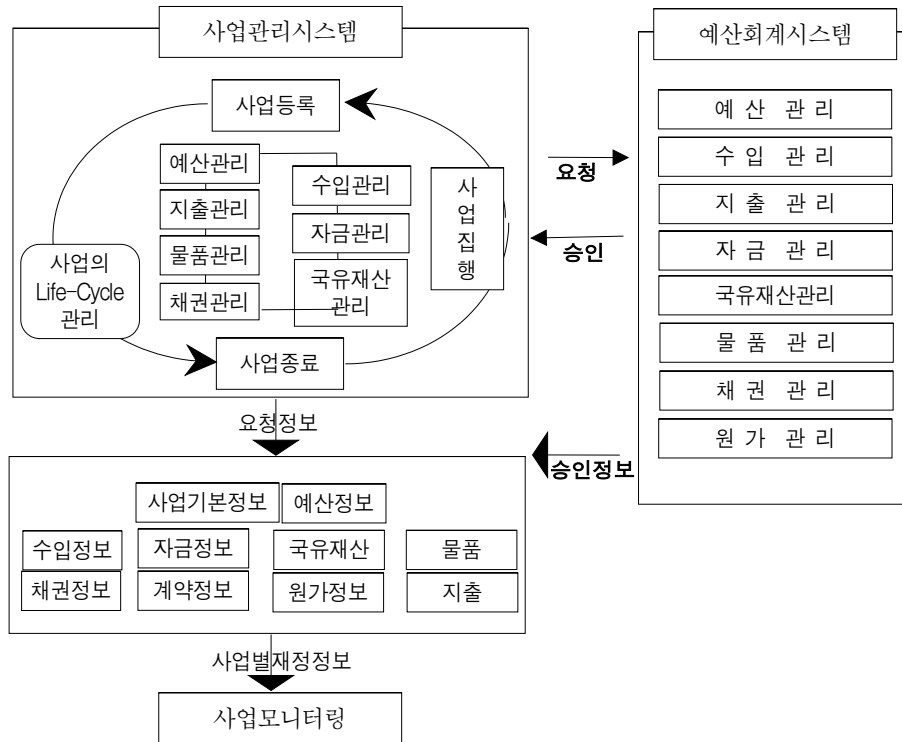 사업관리시스템
사업등록
예산관리
지출관리
물품관리
채권관리
수입관리
자금관리
국유재산
관리
사
업
집
행
사업의
Life-Cycle
관리
사업종료
요청
승인
예산회계시스템
예 산 관 리
수 입 관 리
지 출 관 리
자 금 관 리
국유재산관리
물 품 관 리
채 권 관 리
원 가 관 리
요청정보
승인정보
사업기본정보 예산정보
수입정보 자금정보 국유재산 물품
채권정보 계약정보 원가정보 지출
사업별재정정보
사업모니터링